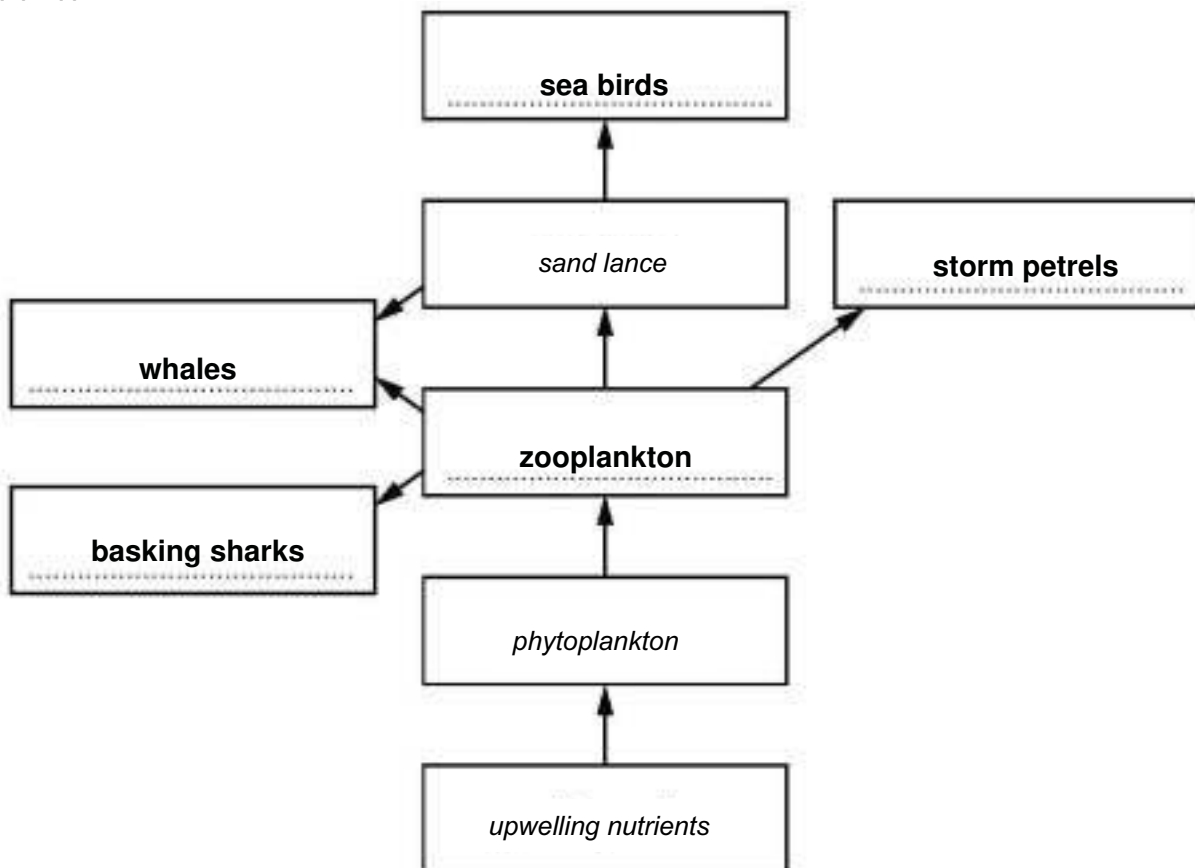 sea birds
sand lance
storm petrels
whales
zooplankton
basking sharks
phytoplankton
upwelling nutrients